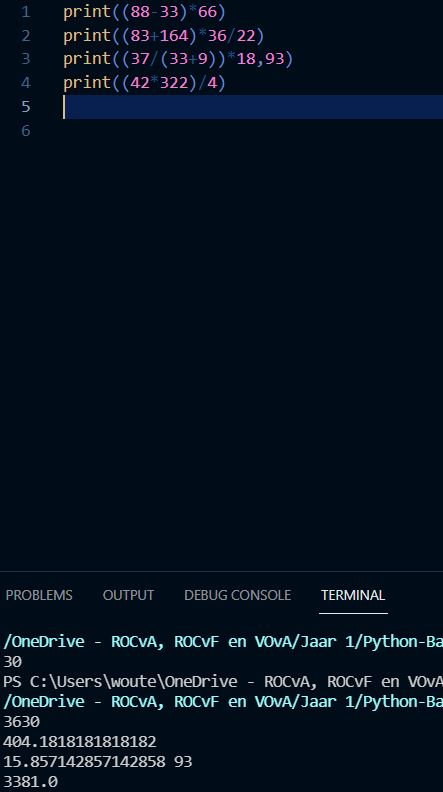 1 print((88-33)*66)
2 print((83+164)*36/22)
3 print((37/(33+9))*18,93)
4 print((42*322)/4)
5
6
PROBLEMS OUTPUT DEBUG CONSOLE TERMINAL
/OneDrive - ROCvA, ROCvF en VOvA/Jaar 1/Python-Ba
30
PS C:\Users\woute\OneDrive - ROCvA, ROCvF en VOvA
/OneDrive - ROCvA, ROCvF en VOvA/Jaar 1/Python-Ba
3630
404.1818181818182
15.857142857142858 93
3381.0